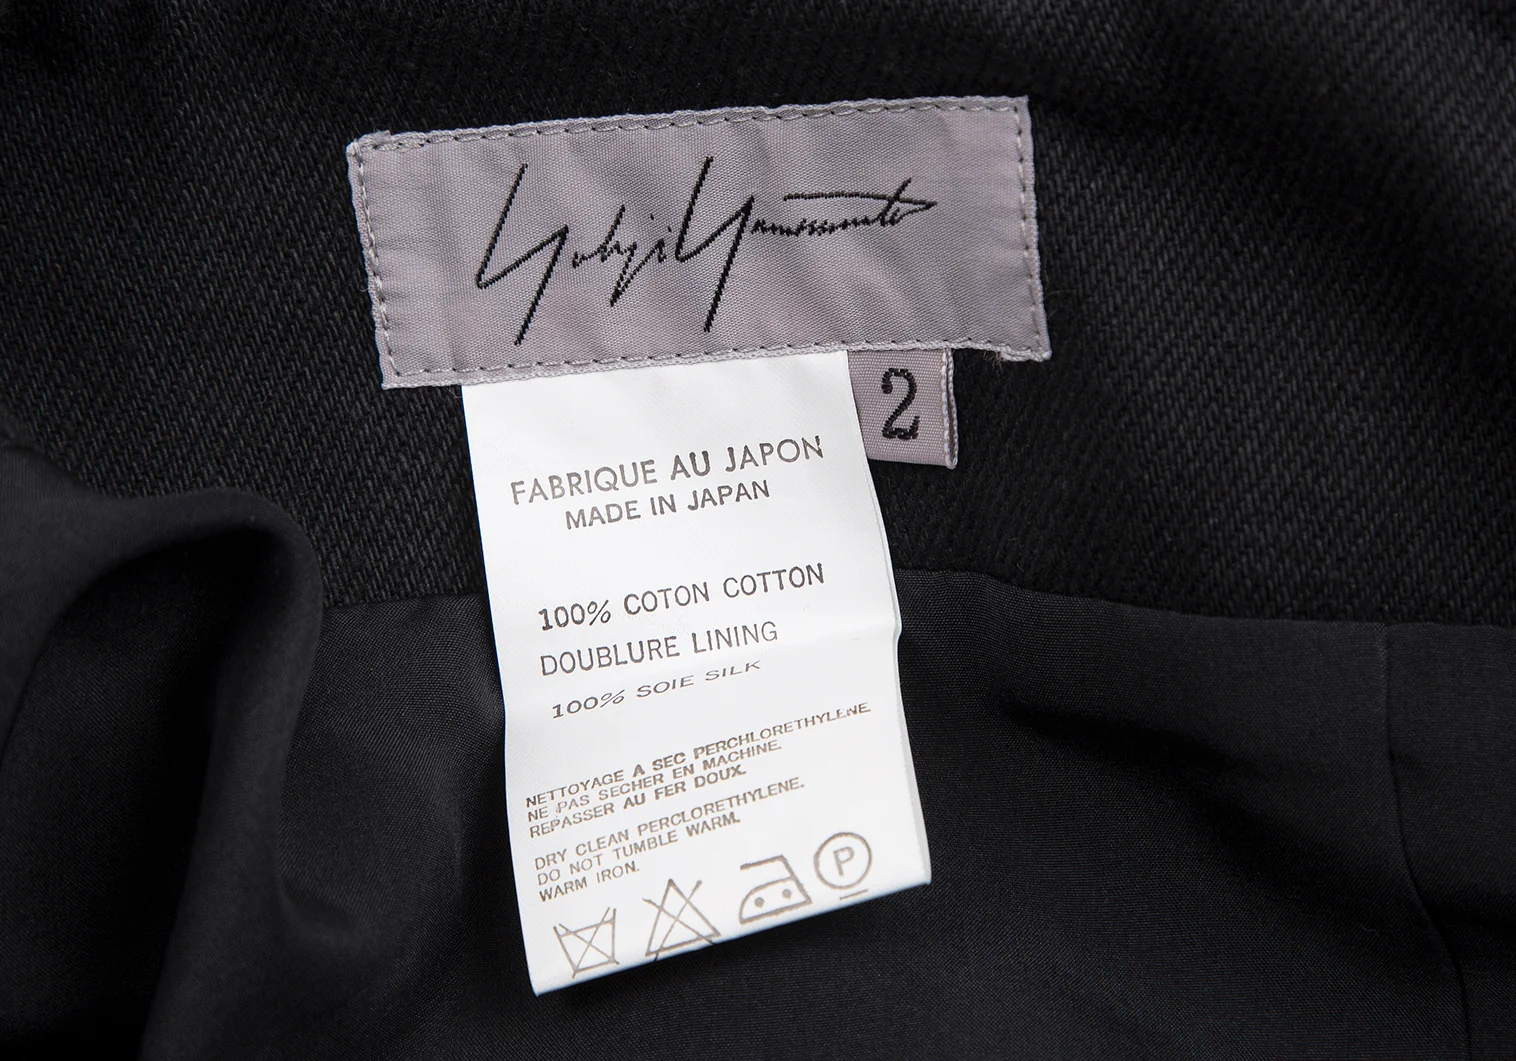 Yohji Yamamoto
2
FABRIQUE AU JAPON
MADE IN JAPAN
100% COTON COTTON
DOUBLURE LINING
100% SOIE SILK
NETTOYAGE A SEC PERCHLORETHYLENE
NE PAS SECHER EN MACHINE.
REPASSER AU FER DOUX.
DRY CLEAN PERCLORETHYLENE.
DO NOT TUMBLE WARM.
WARM IRON.
P